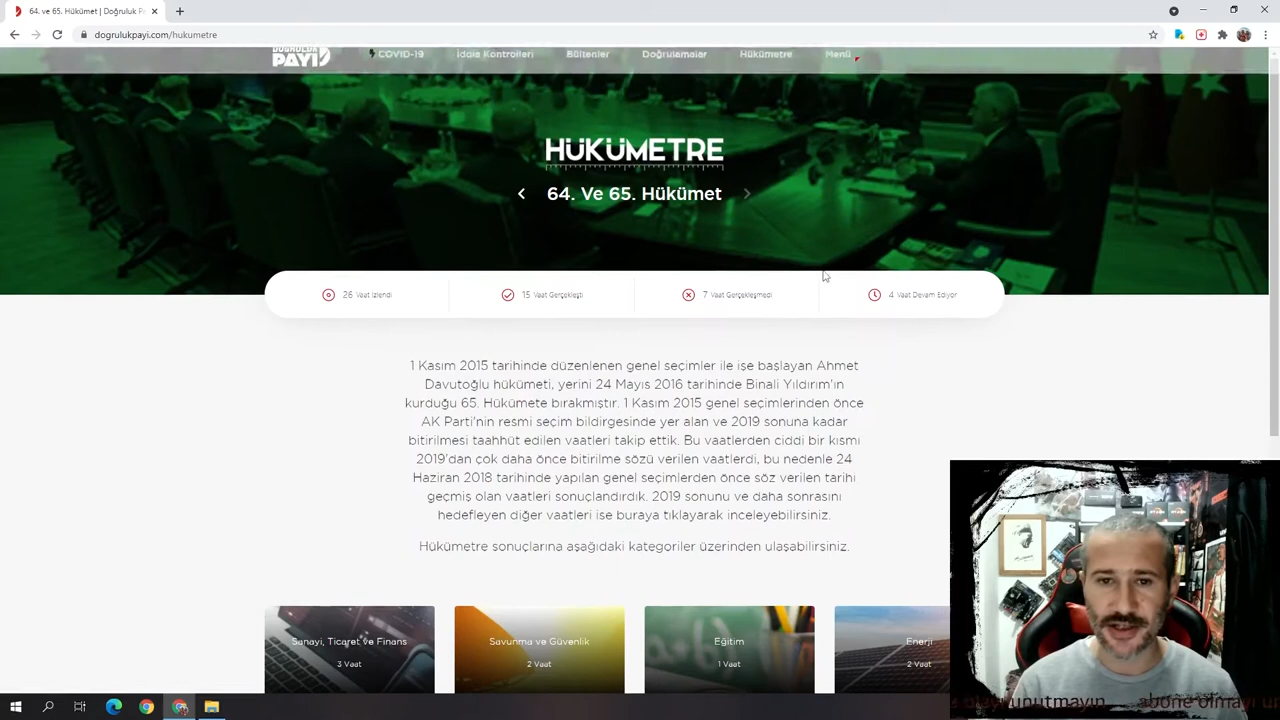 64. ve 65. Hükümet | Doğruluk P
dogrulukpayi.com/hukumetre
DOĞRULUK
PAYI
COVID-19
İddia Kontrolleri
Bültenler
Doğrulamalar
Hükümetre
Menü
HÜKÜMETRE
64. Ve 65. Hükümet
26 Vaat İzlendi
15 Vaat Gerçekleşti
7 Vaat Gerçekleşmedi
4 Vaat Devam Ediyor
1 Kasım 2015 tarihinde düzenlenen genel seçimler ile işe başlayan Ahmet
Davutoğlu hükümeti, yerini 24 Mayıs 2016 tarihinde Binali Yıldırım'ın
kurduğu 65. Hükümete bırakmıştır. 1 Kasım 2015 genel seçimlerinden önce
AK Parti'nin resmi seçim bildirgesinde yer alan ve 2019 sonuna kadar
bitirilmesi taahhüt edilen vaatleri takip ettik. Bu vaatlerden ciddi bir kısmı
2019'dan çok daha önce bitirilme sözü verilen vaatlerdi, bu nedenle 24
Haziran 2018 tarihinde yapılan genel seçimlerden önce söz verilen tarihi
geçmiş olan vaatleri sonuçlandırdık. 2019 sonunu ve daha sonrasını
hedefleyen diğer vaatleri ise buraya tıklayarak inceleyebilirsiniz.
Hükümetre sonuçlarına aşağıdaki kategoriler üzerinden ulaşabilirsiniz.
Sanayi, Ticaret ve Finans
3 Vaat
Savunma ve Güvenlik
2 Vaat
Eğitim
1 Vaat
Enerji
2 Vaat
abone olmayı